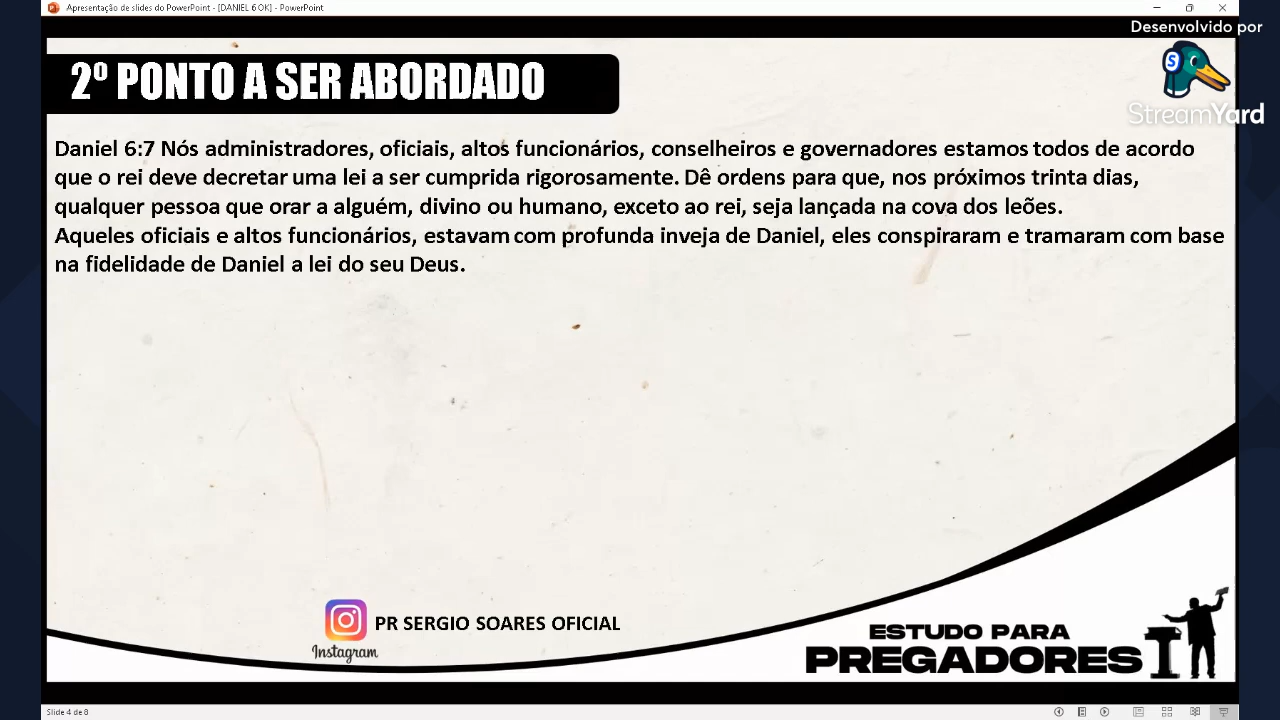 Apresentação de slides do PowerPoint - [DANIEL 6 OK] - PowerPoint
Desenvolvido por
S
StreamYard
2º PONTO A SER ABORDADO
Daniel 6:7 Nós administradores, oficiais, altos funcionários, conselheiros e governadores estamos todos de acordo
que o rei deve decretar uma lei a ser cumprida rigorosamente. Dê ordens para que, nos próximos trinta dias,
qualquer pessoa que orar a alguém, divino ou humano, exceto ao rei, seja lançada na cova dos leões.
Aqueles oficiais e altos funcionários, estavam com profunda inveja de Daniel, eles conspiraram e tramaram com base
na fidelidade de Daniel a lei do seu Deus.
PR SERGIO SOARES OFICIAL
Instagram
ESTUDO PARA
PREGADORES
Slide 4 de 8